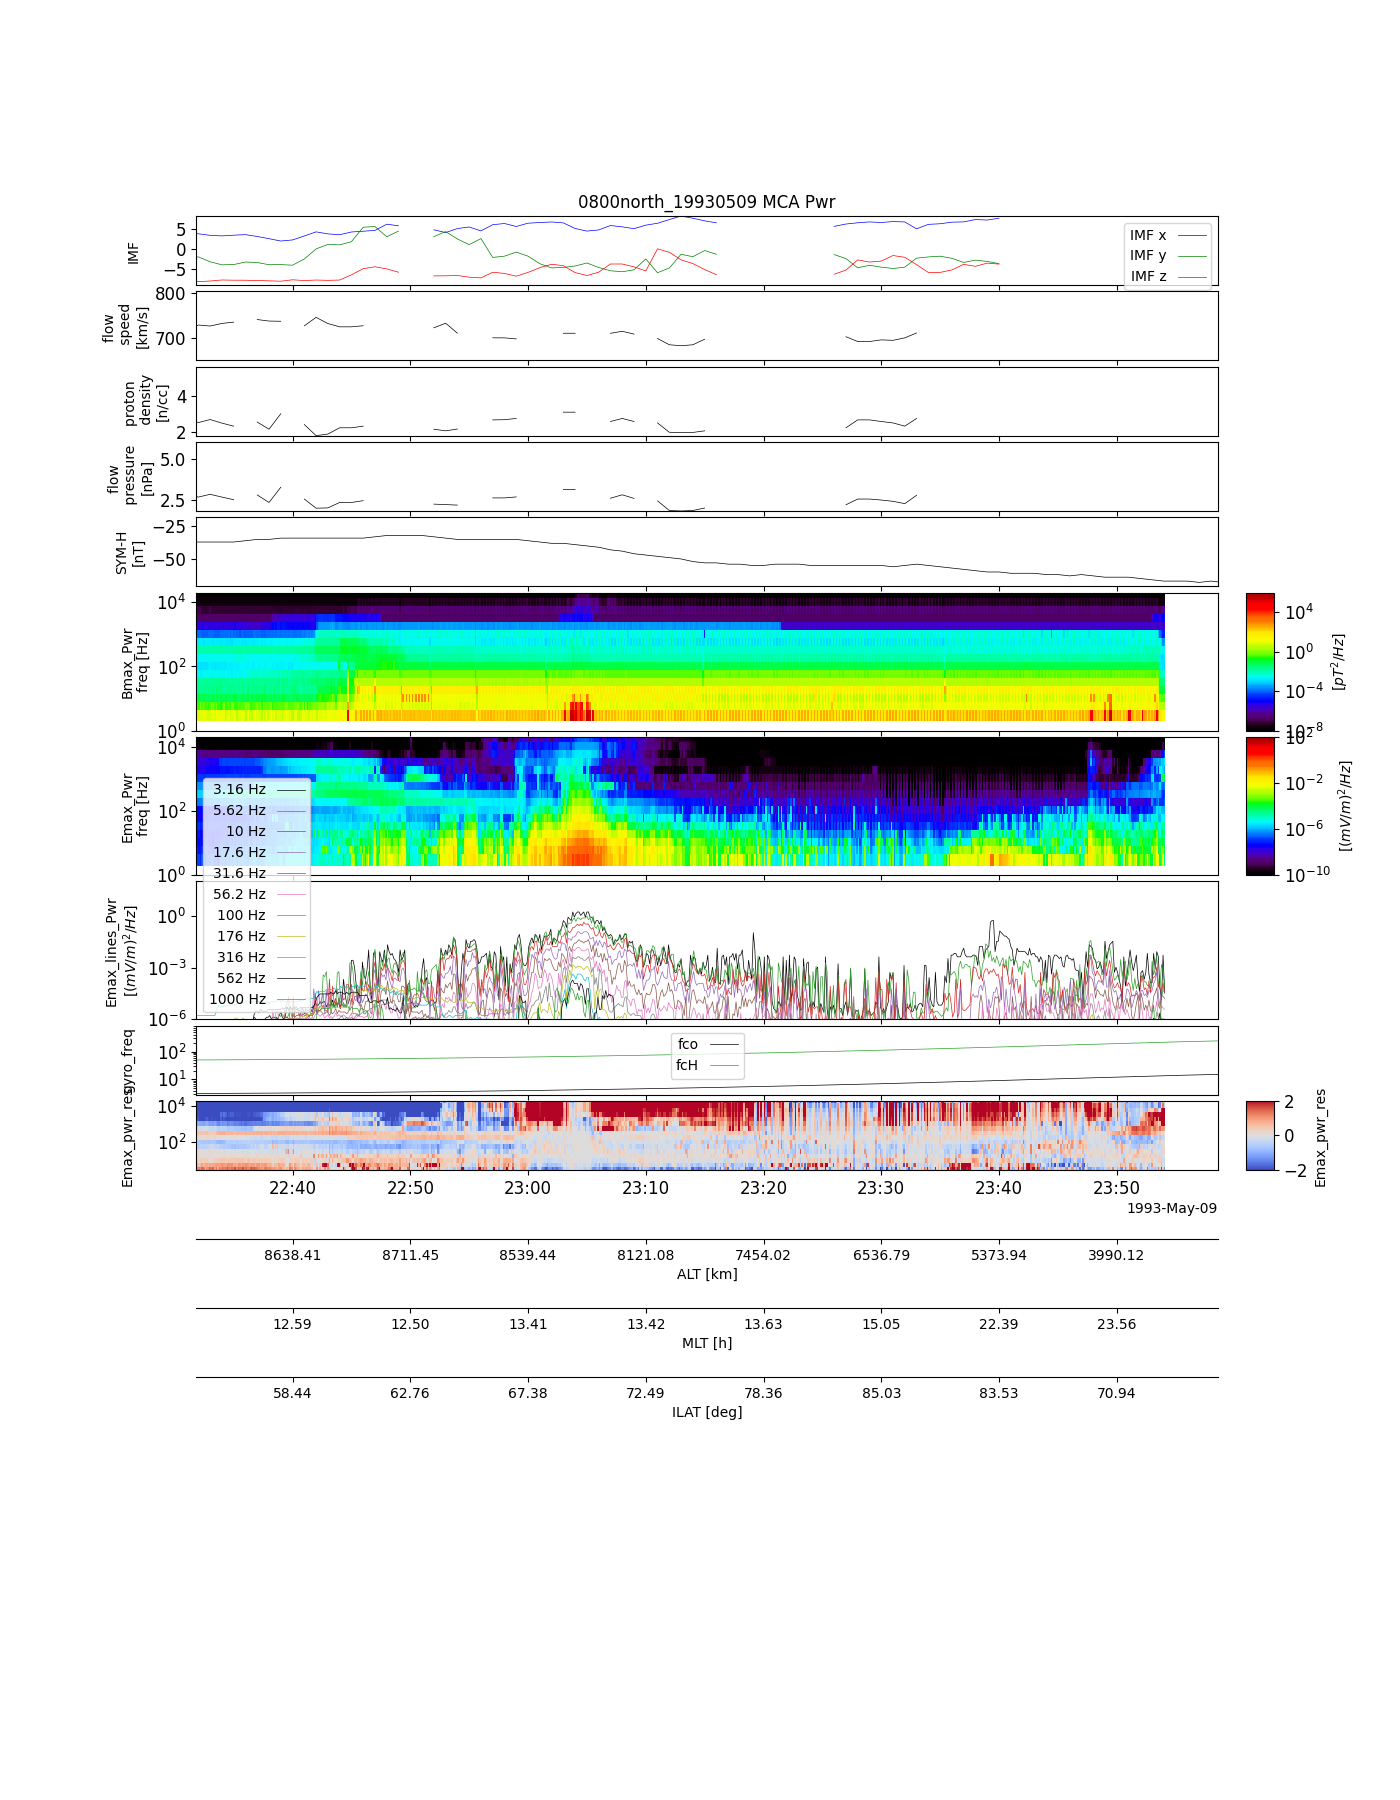 0800north_19930509 MCA Pwr
IMF
5
0
−5
IMF x
IMF y
IMF z
flow
speed
[km/s]
800
700
proton
density
[n/cc]
4
2
flow
pressure
[nPa]
5.0
2.5
SYM-H
[nT]
−25
−50
Bmax_Pwr
freq [Hz]
10^4
10^2
10^0
10^4
10^0
10^−4
10^−8
[pT^2/Hz]
Emax_Pwr
freq [Hz]
10^4
10^2
10^0
10^2
10^−2
10^−6
10^−10
[(mV/m)^2/Hz]
3.16 Hz
5.62 Hz
10 Hz
17.6 Hz
31.6 Hz
56.2 Hz
100 Hz
176 Hz
316 Hz
562 Hz
1000 Hz
Emax_lines_Pwr
[(mV/m)^2/Hz]
10^0
10^−3
10^−6
gyro_freq
10^2
10^1
fco
fcH
Emax_pwr_res
10^4
10^2
2
0
−2
Emax_pwr_res
22:40 22:50 23:00 23:10 23:20 23:30 23:40 23:50
1993-May-09
8638.41 8711.45 8539.44 8121.08 7454.02 6536.79 5373.94 3990.12
ALT [km]
12.59 12.50 13.41 13.42 13.63 15.05 22.39 23.56
MLT [h]
58.44 62.76 67.38 72.49 78.36 85.03 83.53 70.94
ILAT [deg]